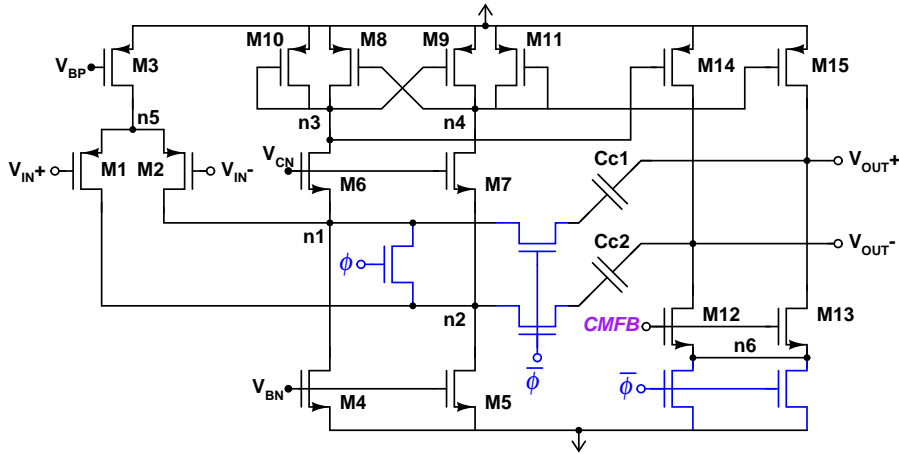 M10 M8 M9 M11
M3 V_BP M14 M15
n5 n3 n4
V_IN+ M1 M2 V_IN- V_CN M6 M7 Cc1 V_OUT+
n1 Cc2 V_OUT-
ϕ
n2 CMFB M12 M13
n6
V_BN M4 M5 ϕ̅ ϕ̅